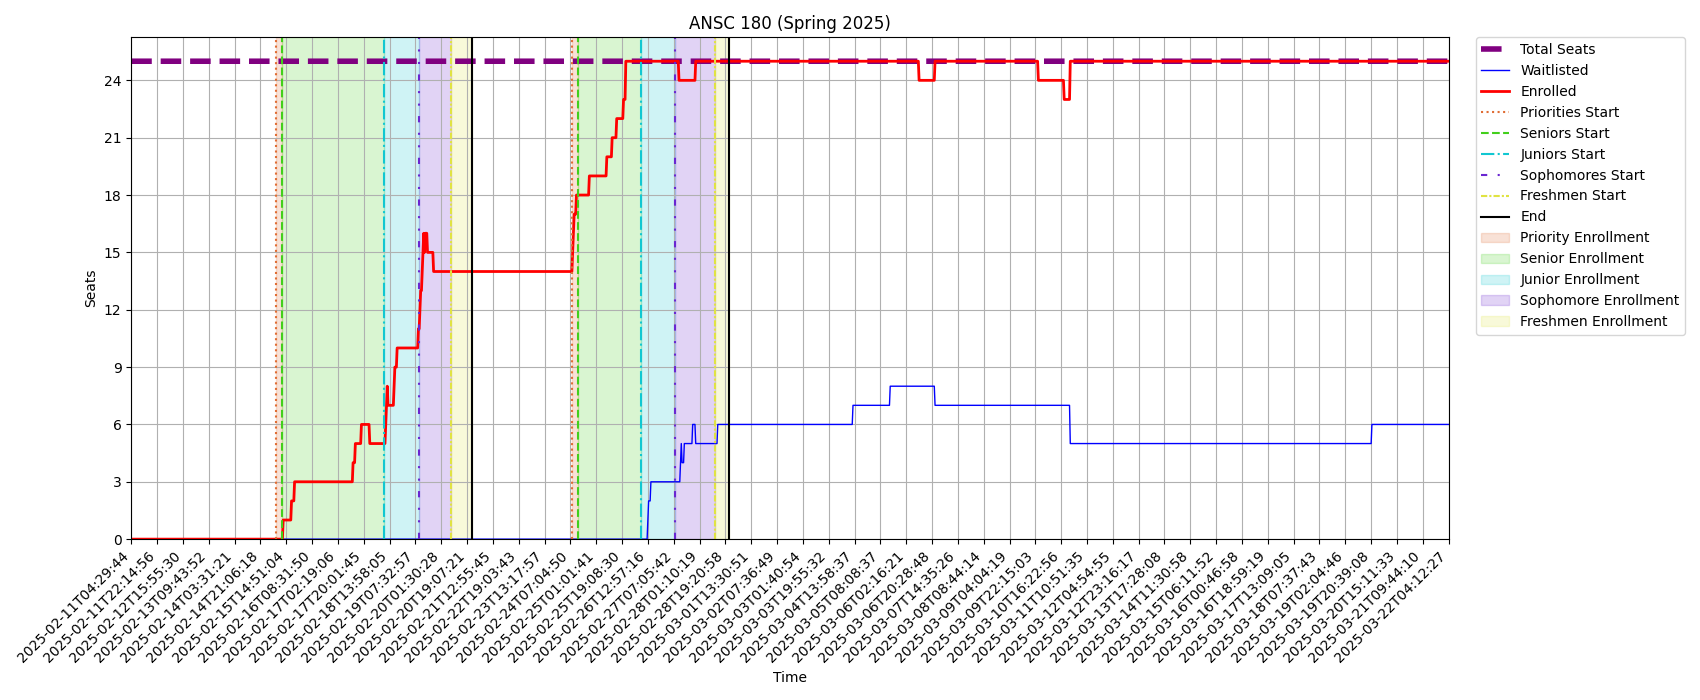 ANSC 180 (Spring 2025)
Seats
24
21
18
15
12
9
6
3
0
2025-02-11T04:29:44
2025-02-11T22:14:56
2025-02-12T15:55:30
2025-02-13T09:43:52
2025-02-14T03:31:21
2025-02-14T21:06:18
2025-02-15T14:51:04
2025-02-16T08:31:50
2025-02-17T02:19:06
2025-02-17T20:01:45
2025-02-18T13:58:05
2025-02-19T07:32:57
2025-02-20T01:30:28
2025-02-20T19:07:21
2025-02-21T12:55:45
2025-02-22T19:03:43
2025-02-23T13:17:57
2025-02-24T07:04:50
2025-02-25T01:01:41
2025-02-25T19:08:30
2025-02-26T12:57:16
2025-02-27T07:05:42
2025-02-28T01:10:19
2025-02-28T19:20:58
2025-03-01T13:30:51
2025-03-02T07:36:49
2025-03-03T01:40:54
2025-03-03T19:55:32
2025-03-04T13:58:37
2025-03-05T08:08:37
2025-03-06T02:16:21
2025-03-06T20:28:48
2025-03-07T14:35:26
2025-03-08T08:44:14
2025-03-09T04:04:19
2025-03-09T22:15:03
2025-03-10T16:22:56
2025-03-11T10:51:35
2025-03-12T04:54:55
2025-03-12T23:16:17
2025-03-13T17:28:08
2025-03-14T11:30:58
2025-03-15T06:11:52
2025-03-16T00:46:58
2025-03-16T18:59:19
2025-03-17T13:09:05
2025-03-18T07:37:43
2025-03-19T02:04:46
2025-03-19T20:39:08
2025-03-20T15:11:33
2025-03-21T09:44:10
2025-03-22T04:12:27
Time
Total Seats
Waitlisted
Enrolled
Priorities Start
Seniors Start
Juniors Start
Sophomores Start
Freshmen Start
End
Priority Enrollment
Senior Enrollment
Junior Enrollment
Sophomore Enrollment
Freshmen Enrollment